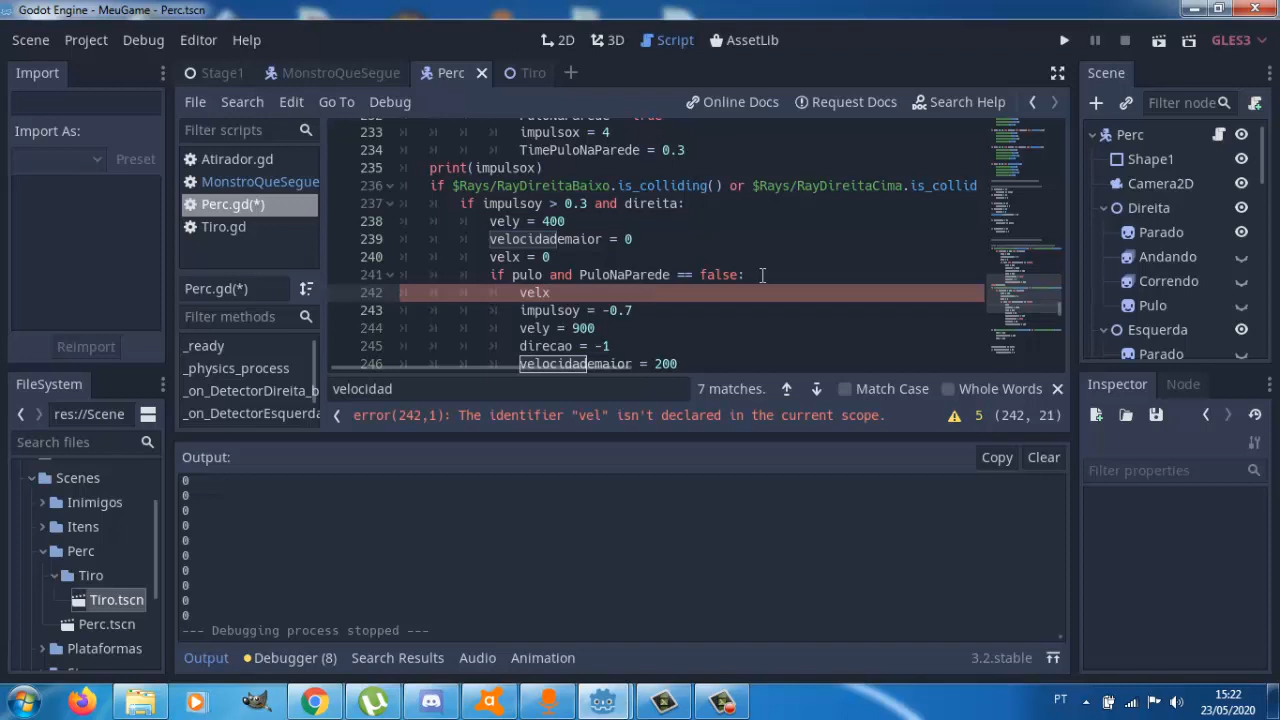 Godot Engine - MeuGame - Perc.tscn
Scene Project Debug Editor Help
2D 3D Script AssetLib
GLES3
Import
Import As:
Preset
Reimport
Stage1 MonstroQueSegue Perc Tiro
File Search Edit Go To Debug
Online Docs Request Docs Search Help
Filter scripts
Atirador.gd
MonstroQueSegue
Perc.gd(*)
Tiro.gd
Perc.gd(*)
Filter methods
_ready
_physics_process
_on_DetectorDireita_b
_on_DetectorEsquerda
233 impulsox = 4
234 TimePuloNaParede = 0.3
235 print(impulsox)
236 if $Rays/RayDireitaBaixo.is_colliding() or $Rays/RayDireitaCima.is_collid
237 if impulsoy >0.3 and direita:
238 vely = 400
239 velocidademaior = 0
240 velx = 0
241 if pulo and PuloNaParede == false:
242 velx
243 impulsoy = -0.7
244 vely = 900
245 direcao = -1
246 velocidademaior = 200
velocidad
7 matches.
Match Case
Whole Words
error(242,1): The identifier "vel" isn't declared in the current scope.
5 (242, 21)
Output:
Copy Clear
0
0
0
0
0
0
0
0
0
0
--- Debugging process stopped ---
Output Debugger (8) Search Results Audio Animation
3.2.stable
FileSystem
res://Scene
Search files
Scenes
Inimigos
Itens
Perc
Tiro
Tiro.tscn
Perc.tscn
Plataformas
Scene
Filter node
Perc
Shape
Camera2D
Direita
Parado
Andando
Correndo
Pulo
Esquerda
Parado
Inspector Node
Filter properties
PT
15:22
23/05/2020